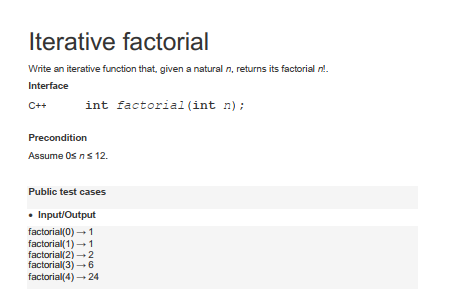 Iterative factorial
Write an iterative function that, given a natural n, returns its factorial n!.
Interface
C++ int factorial(int n);
Precondition
Assume 0≤ n ≤ 12.
Public test cases
• Input/Output
factorial(0) → 1
factorial(1) → 1
factorial(2) → 2
factorial(3) → 6
factorial(4) → 24